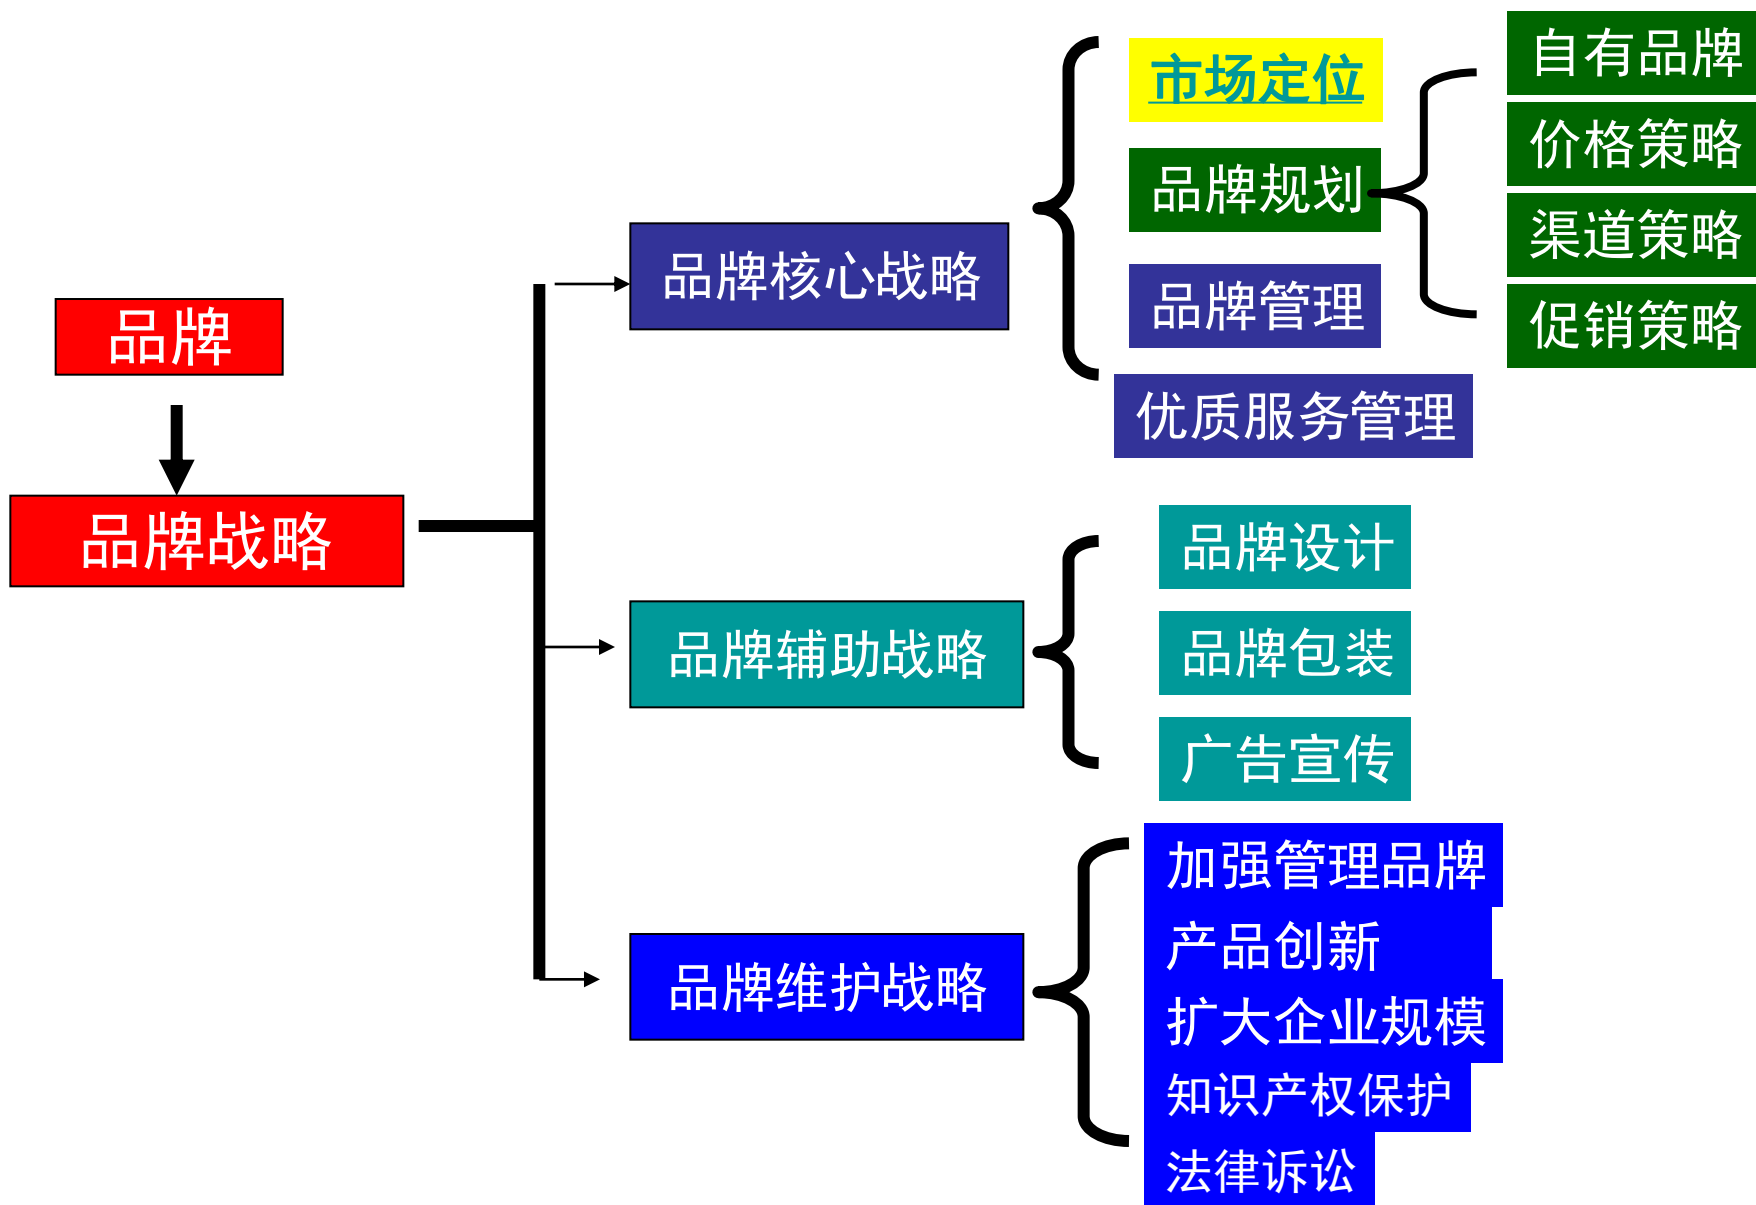 品牌
品牌战略
品牌核心战略
市场定位
品牌规划
自有品牌
价格策略
渠道策略
促销策略
品牌管理
优质服务管理
品牌辅助战略
品牌设计
品牌包装
广告宣传
品牌维护战略
加强管理品牌
产品创新
扩大企业规模
知识产权保护
法律诉讼